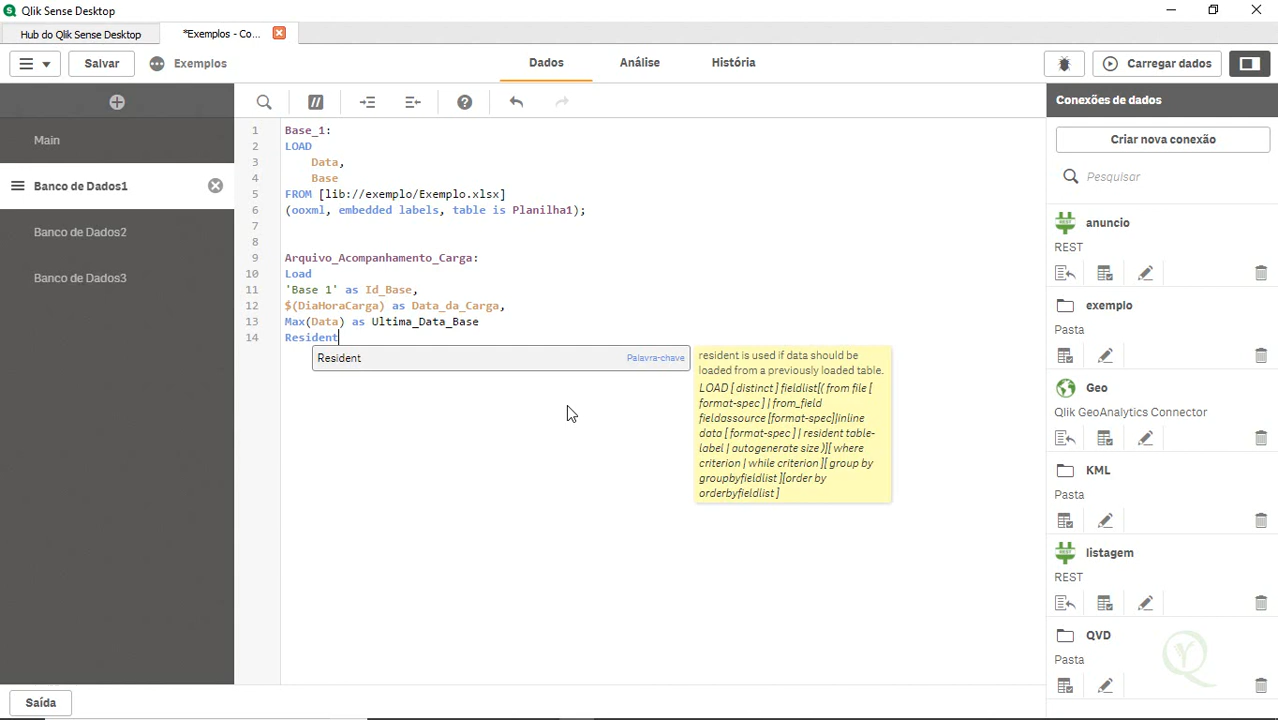 Qlik Sense Desktop
Hub do Qlik Sense Desktop
*Exemplos - Co...
Salvar
Exemplos
Dados
Análise
História
Carregar dados
Main
Banco de Dados1
Banco de Dados2
Banco de Dados3
1 Base_1:
2 LOAD
3 Data,
4 Base
5 FROM [lib://exemplo/Exemplo.xlsx]
6 (ooxml, embedded labels, table is Planilha1);
7
8
9 Arquivo_Acompanhamento_Carga:
10 Load
11 'Base 1' as Id_Base,
12 $(DiaHoraCarga) as Data_da_Carga,
13 Max(Data) as Ultima_Data_Base
14 Resident
Resident Palavra-chave
resident is used if data should be
loaded from a previously loaded table.
LOAD [ distinct ] fieldlist[( from file [
format-spec ] | from_field
fieldassource [format-spec]|inline
data [ format-spec ] | resident table-
label | autogenerate size )][ where
criterion | while criterion ][ group by
groupbyfieldlist ][order by
orderbyfieldlist ]
Conexões de dados
Criar nova conexão
Pesquisar
anuncio
REST
exemplo
Pasta
Geo
Qlik GeoAnalytics Connector
KML
Pasta
listagem
REST
QVD
Pasta
Saída